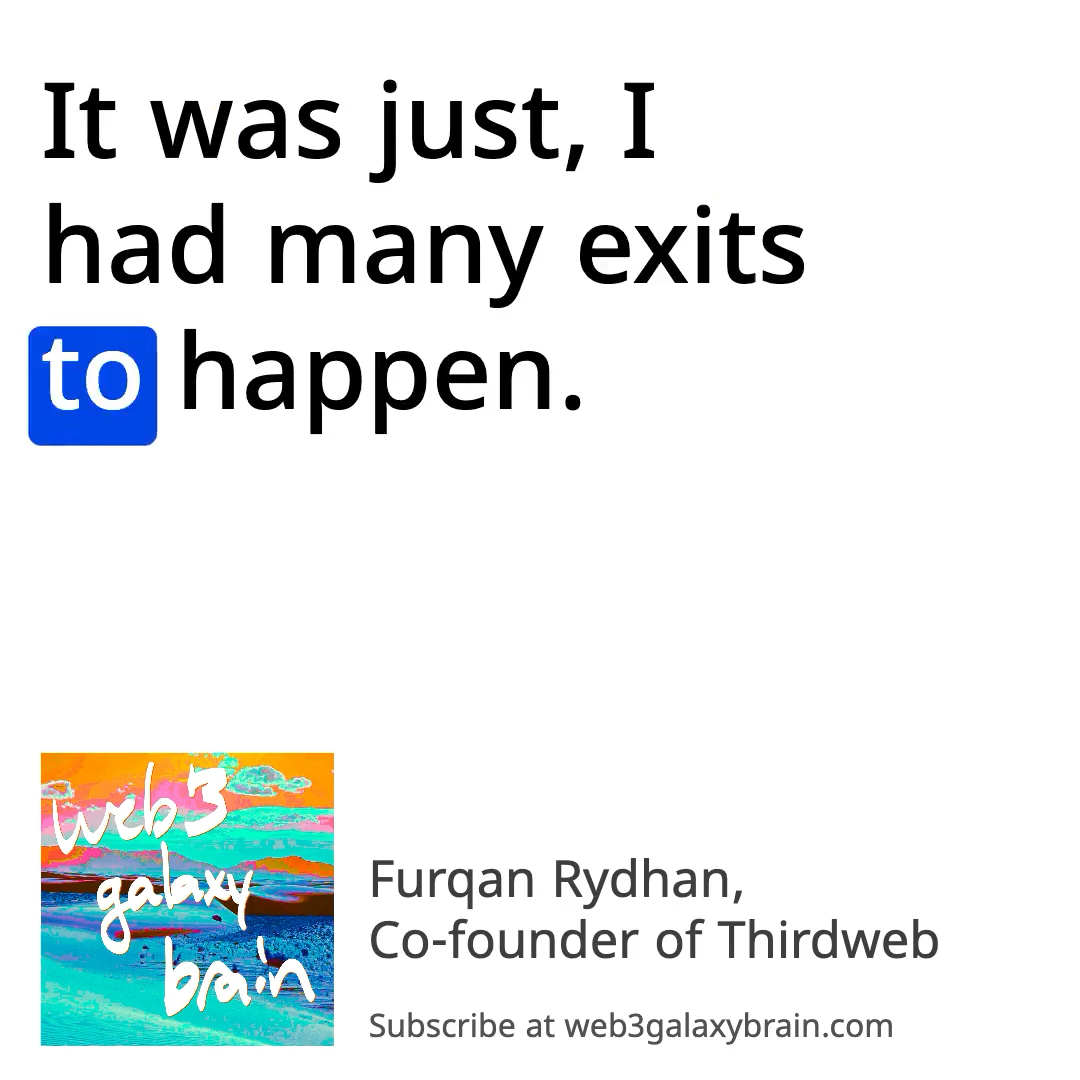 It was just, I
had many exits
to happen.
web3
galaxy
brain
Furqan Rydhan,
Co-founder of Thirdweb
Subscribe at web3galaxybrain.com